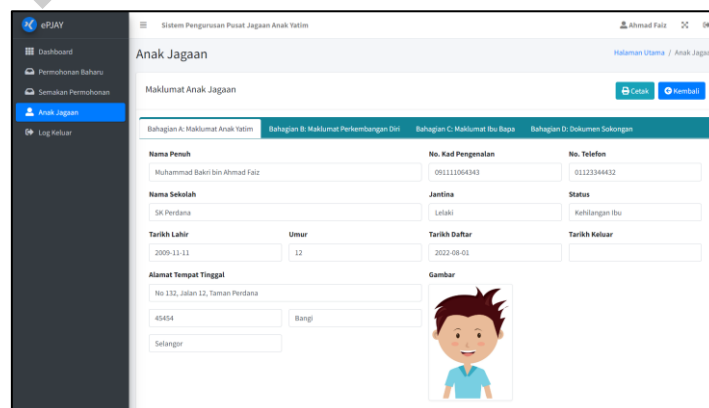 ePJAY
Sistem Pengurusan Pusat Jagaan Anak Yatim
Ahmad Faiz
Dashboard
Permohonan Baharu
Semakan Permohonan
Anak Jagaan
Log Keluar
Anak Jagaan
Halaman Utama / Anak Jagaa
Maklumat Anak Jagaan
Cetak
Kembali
Bahagian A: Maklumat Anak Yatim
Bahagian B: Maklumat Perkembangan Diri
Bahagian C: Maklumat Ibu Bapa
Bahagian D: Dokumen Sokongan
Nama Penuh
No. Kad Pengenalan
No. Telefon
Muhammad Bakri bin Ahmad Faiz
091111064343
01123344432
Nama Sekolah
Jantina
Status
SK Perdana
Lelaki
Kehilangan Ibu
Tarikh Lahir
Umur
Tarikh Daftar
Tarikh Keluar
2009-11-11
12
2022-08-01
Alamat Tempat Tinggal
Gambar
No 132, Jalan 12, Taman Perdana
45454
Bangi
Selangor